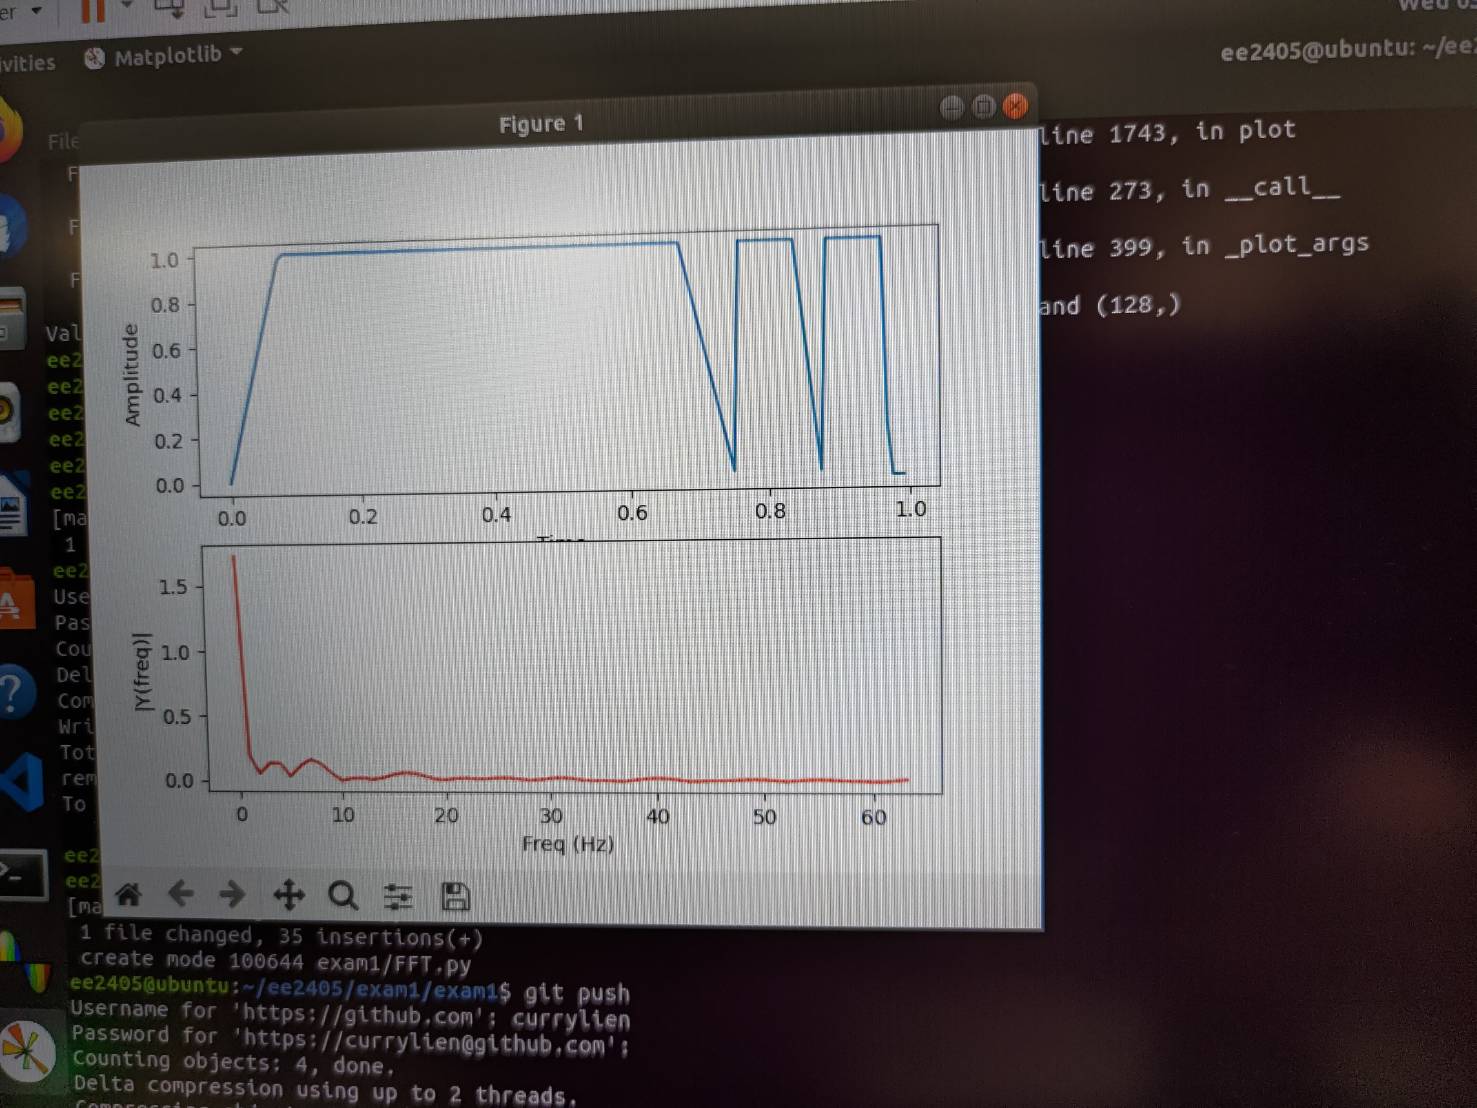 er
Wed 0
vities
Matplotlib
ee2405@ubuntu: ~/ee
File
Figure 1
line 1743, in plot
F
line 273, in __call__
F
line 399, in _plot_args
F
and (128,)
Val
ee2
ee2
ee2
ee2
ee2
ee2
[ma
1
ee2
Use
Pas
Cou
Del
Com
Wri
Tot
rem
To
ee2
ee2
[ma
Amplitude
1.0
0.8
0.6
0.4
0.2
0.0
0.0 0.2 0.4 0.6 0.8 1.0
|Y(freq)|
1.5
1.0
0.5
0.0
0 10 20 30 40 50 60
Freq (Hz)
1 file changed, 35 insertions(+)
create mode 100644 exam1/FFT.py
ee2405@ubuntu:~/ee2405/exam1/exam1$ git push
Username for 'https://github.com': currylien
Password for 'https://currylien@github.com':
Counting objects: 4, done.
Delta compression using up to 2 threads.